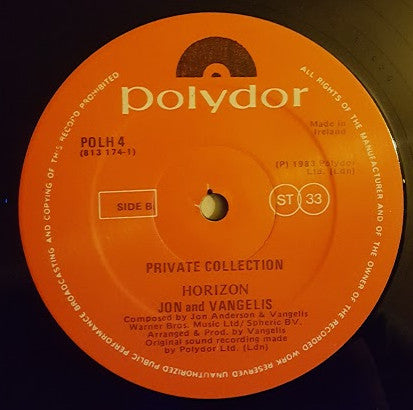 polydor
POLH 4
(813 174-1)
Made in
Ireland
(P) 1983 Polydor
Ltd. (Ldn)
SIDE B
ST 33
PRIVATE COLLECTION
HORIZON
JON and VANGELIS
Composed by Jon Anderson & Vangelis
Warner Bros. Music Ltd/ Spheric BV.
Arranged & Prod. by Vangelis
Original sound recording made
by Polydor Ltd. (Ldn)
ALL RIGHTS OF THE MANUFACTURER AND OF THE OWNER OF THE RECORDED WORK RESERVED UNAUTHORIZED PUBLIC PERFORMANCE BROADCASTING AND COPYING OF THIS RECORD PROHIBITED